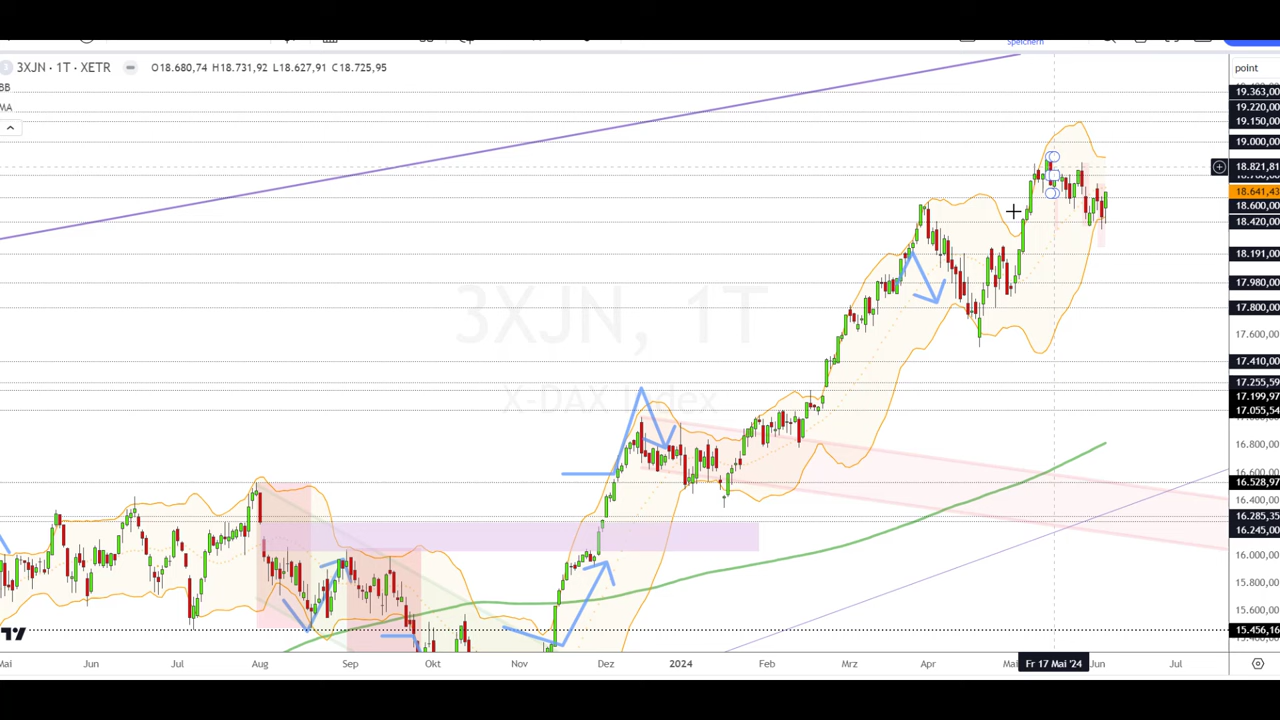 Speichern
3XJN · 1T · XETR
O18.680,74 H18.731,92 L18.627,91 C18.725,95
point
BB
MA
19.363,00
19.220,00
19.150,00
19.000,00
18.821,81
18.641,43
18.600,00
18.420,00
18.191,00
17.980,00
17.800,00
17.600,00
17.410,00
17.255,59
17.199,97
17.055,54
16.800,00
16.528,97
16.400,00
16.285,35
16.245,00
16.000,00
15.800,00
15.600,00
15.456,16
3XJN, 1T
X-DAX Index
Mai
Jun
Jul
Aug
Sep
Okt
Nov
Dez
2024
Feb
Mrz
Apr
Mai
Fr 17 Mai '24
Jun
Jul